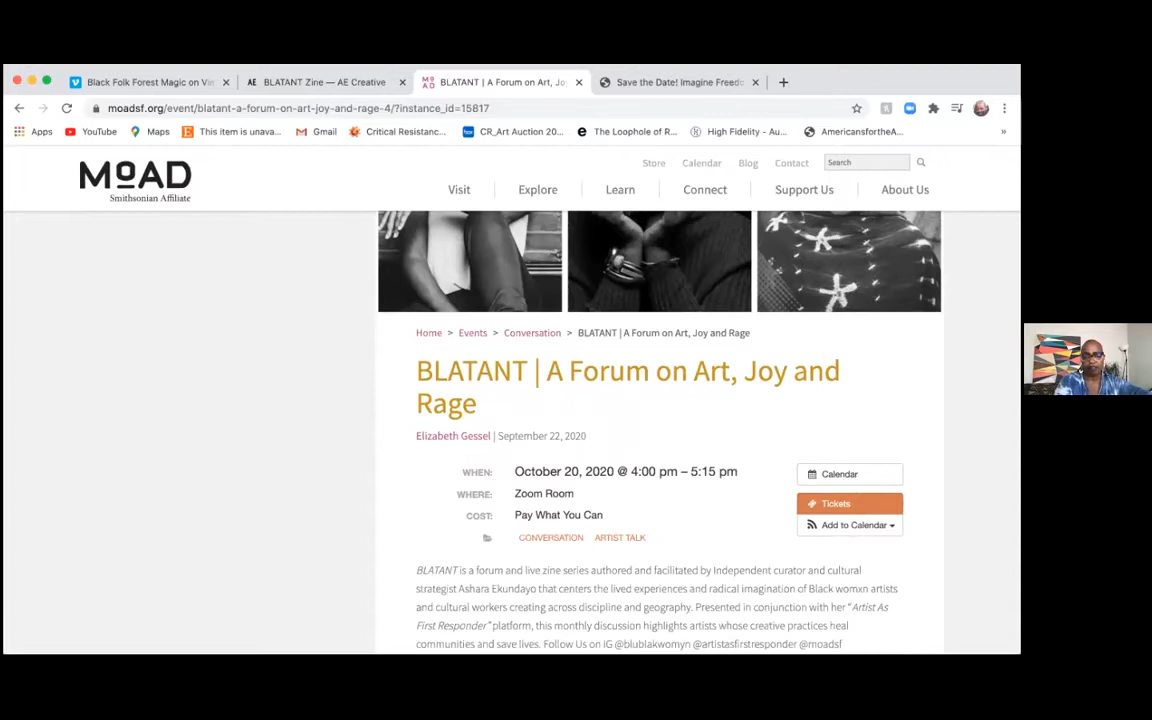 Black Folk Forest Magic on Vin
AE BLATANT Zine — AE Creative
MOAD BLATANT | A Forum on Art, Jo
Save the Date! Imagine Freedo
moadsf.org/event/blatant-a-forum-on-art-joy-and-rage-4/?instance_id=15817
Apps YouTube Maps This item is unava... Gmail Critical Resistanc... CR_Art Auction 20... The Loophole of R... High Fidelity - Au... AmericansfortheA... »
Store Calendar Blog Contact Search
MOAD
Smithsonian Affiliate
Visit Explore Learn Connect Support Us About Us
Home > Events > Conversation > BLATANT | A Forum on Art, Joy and Rage
BLATANT | A Forum on Art, Joy and
Rage
Elizabeth Gessel | September 22, 2020
WHEN: October 20, 2020 @ 4:00 pm – 5:15 pm
WHERE: Zoom Room
COST: Pay What You Can
CONVERSATION ARTIST TALK
Calendar
Tickets
Add to Calendar
BLATANT is a forum and live zine series authored and facilitated by Independent curator and cultural
strategist Ashara Ekundayo that centers the lived experiences and radical imagination of Black womxn artists
and cultural workers creating across discipline and geography. Presented in conjunction with her “Artist As
First Responder” platform, this monthly discussion highlights artists whose creative practices heal
communities and save lives. Follow Us on IG @blublakwomyn @artistasfirstresponder @moadsf